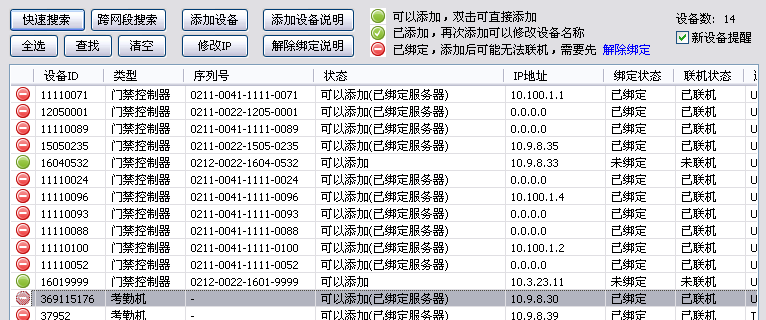 快速搜索 跨网段搜索 添加设备 添加设备说明 可以添加，双击可直接添加 设备数: 14
已添加，再次添加可以修改设备名称 新设备提醒
全选 查找 清空 修改IP 解除绑定说明 已绑定，添加后可能无法联机，需要先 解除绑定
设备ID 类型 序列号 状态 IP地址 绑定状态 联机状态
11110071 门禁控制器 0211-0041-1111-0071 可以添加(已绑定服务器) 10.100.1.1 已绑定 已联机
12050001 门禁控制器 0211-0022-1205-0001 可以添加(已绑定服务器) 0.0.0.0 已绑定 已联机
11110089 门禁控制器 0211-0041-1111-0089 可以添加(已绑定服务器) 0.0.0.0 已绑定 已联机
15050235 门禁控制器 0211-0022-1505-0235 可以添加(已绑定服务器) 10.9.8.35 已绑定 已联机
16040532 门禁控制器 0212-0022-1604-0532 可以添加 10.9.8.33 未绑定 未联机
11110024 门禁控制器 0211-0041-1111-0024 可以添加(已绑定服务器) 0.0.0.0 已绑定 已联机
11110096 门禁控制器 0211-0041-1111-0096 可以添加(已绑定服务器) 10.100.1.4 已绑定 已联机
11110093 门禁控制器 0211-0041-1111-0093 可以添加(已绑定服务器) 0.0.0.0 已绑定 已联机
11110088 门禁控制器 0211-0041-1111-0088 可以添加(已绑定服务器) 0.0.0.0 已绑定 已联机
11110100 门禁控制器 0211-0041-1111-0100 可以添加(已绑定服务器) 10.100.1.2 已绑定 已联机
11110052 门禁控制器 0211-0041-1111-0052 可以添加(已绑定服务器) 0.0.0.0 已绑定 已联机
16019999 门禁控制器 0212-0022-1601-9999 可以添加 10.3.23.11 未绑定 未联机
369115176 考勤机 - 可以添加(已绑定服务器) 10.9.8.30 已绑定 已联机
37952 考勤机 - 可以添加(已绑定服务器) 10.9.8.39 已绑定 已联机